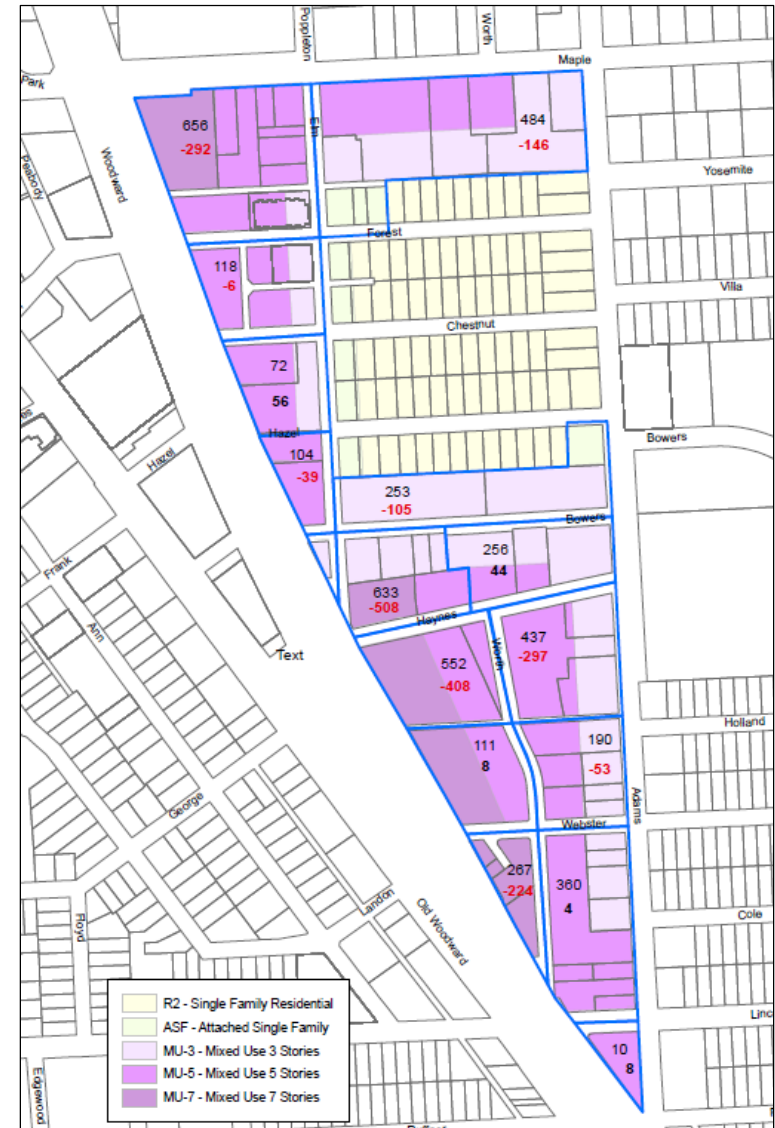 Poppleton
Worth
Maple
Park
Elm
656
-292
484
-146
Peabody
Woodward
Yosemite
Forest
118
-6
Villa
Chestnut
72
56
Hazel
104
-39
Bowers
Hazel
253
-105
Bowers
256
44
Frank
633
-508
Haynes
Ann
Text
437
-297
Worth
552
-408
Holland
190
-53
111
8
Adams
George
Webster
267
-224
360
4
Landon
Old Woodward
Cole
Royd
R2 - Single Family Residential
ASF - Attached Single Family
MU-3 - Mixed Use 3 Stories
MU-5 - Mixed Use 5 Stories
MU-7 - Mixed Use 7 Stories
Linc
10
8
Edgewood